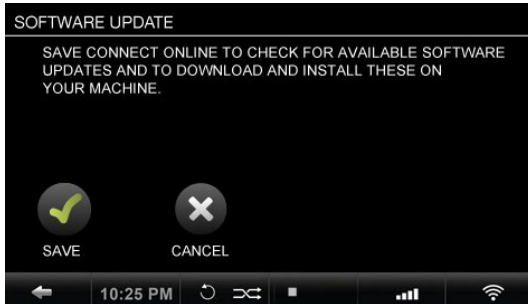 SOFTWARE UPDATE
SAVE CONNECT ONLINE TO CHECK FOR AVAILABLE SOFTWARE
UPDATES AND TO DOWNLOAD AND INSTALL THESE ON
YOUR MACHINE.
SAVE CANCEL
10:25 PM